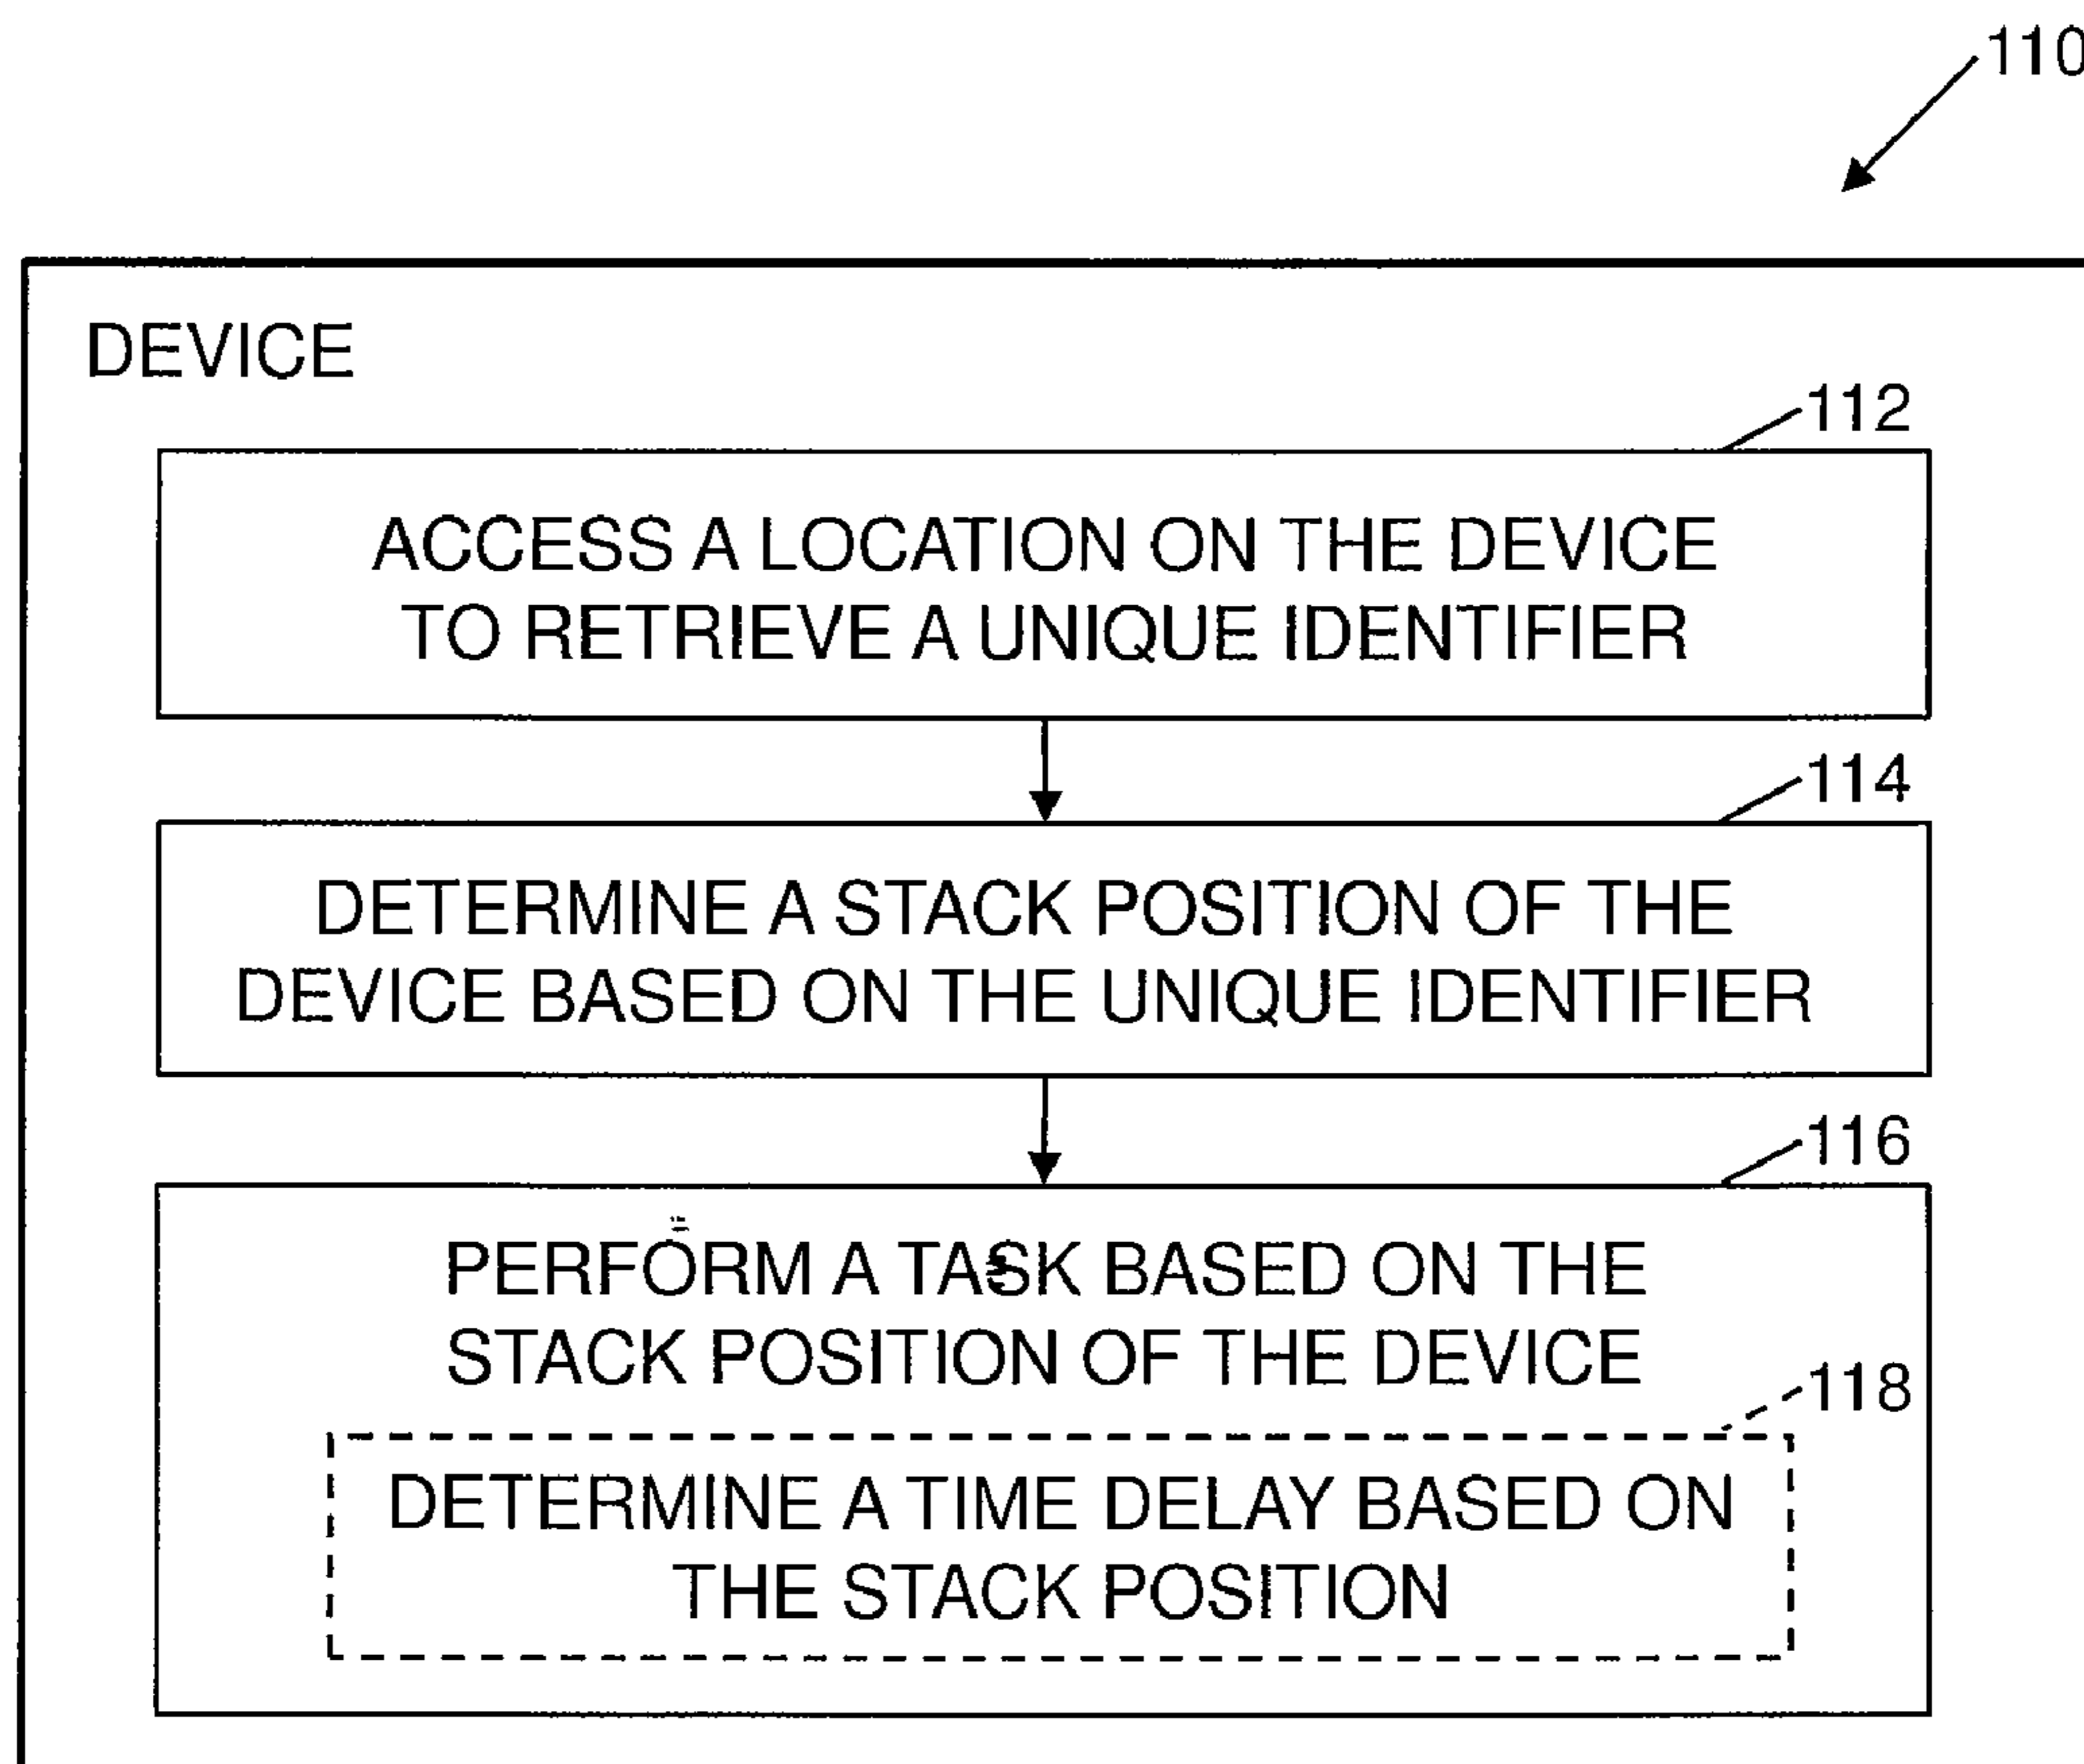 110
DEVICE
112
ACCESS A LOCATION ON THE DEVICE
TO RETRIEVE A UNIQUE IDENTIFIER
114
DETERMINE A STACK POSITION OF THE
DEVICE BASED ON THE UNIQUE IDENTIFIER
116
PERFORM A TASK BASED ON THE
STACK POSITION OF THE DEVICE
118
DETERMINE A TIME DELAY BASED ON
THE STACK POSITION